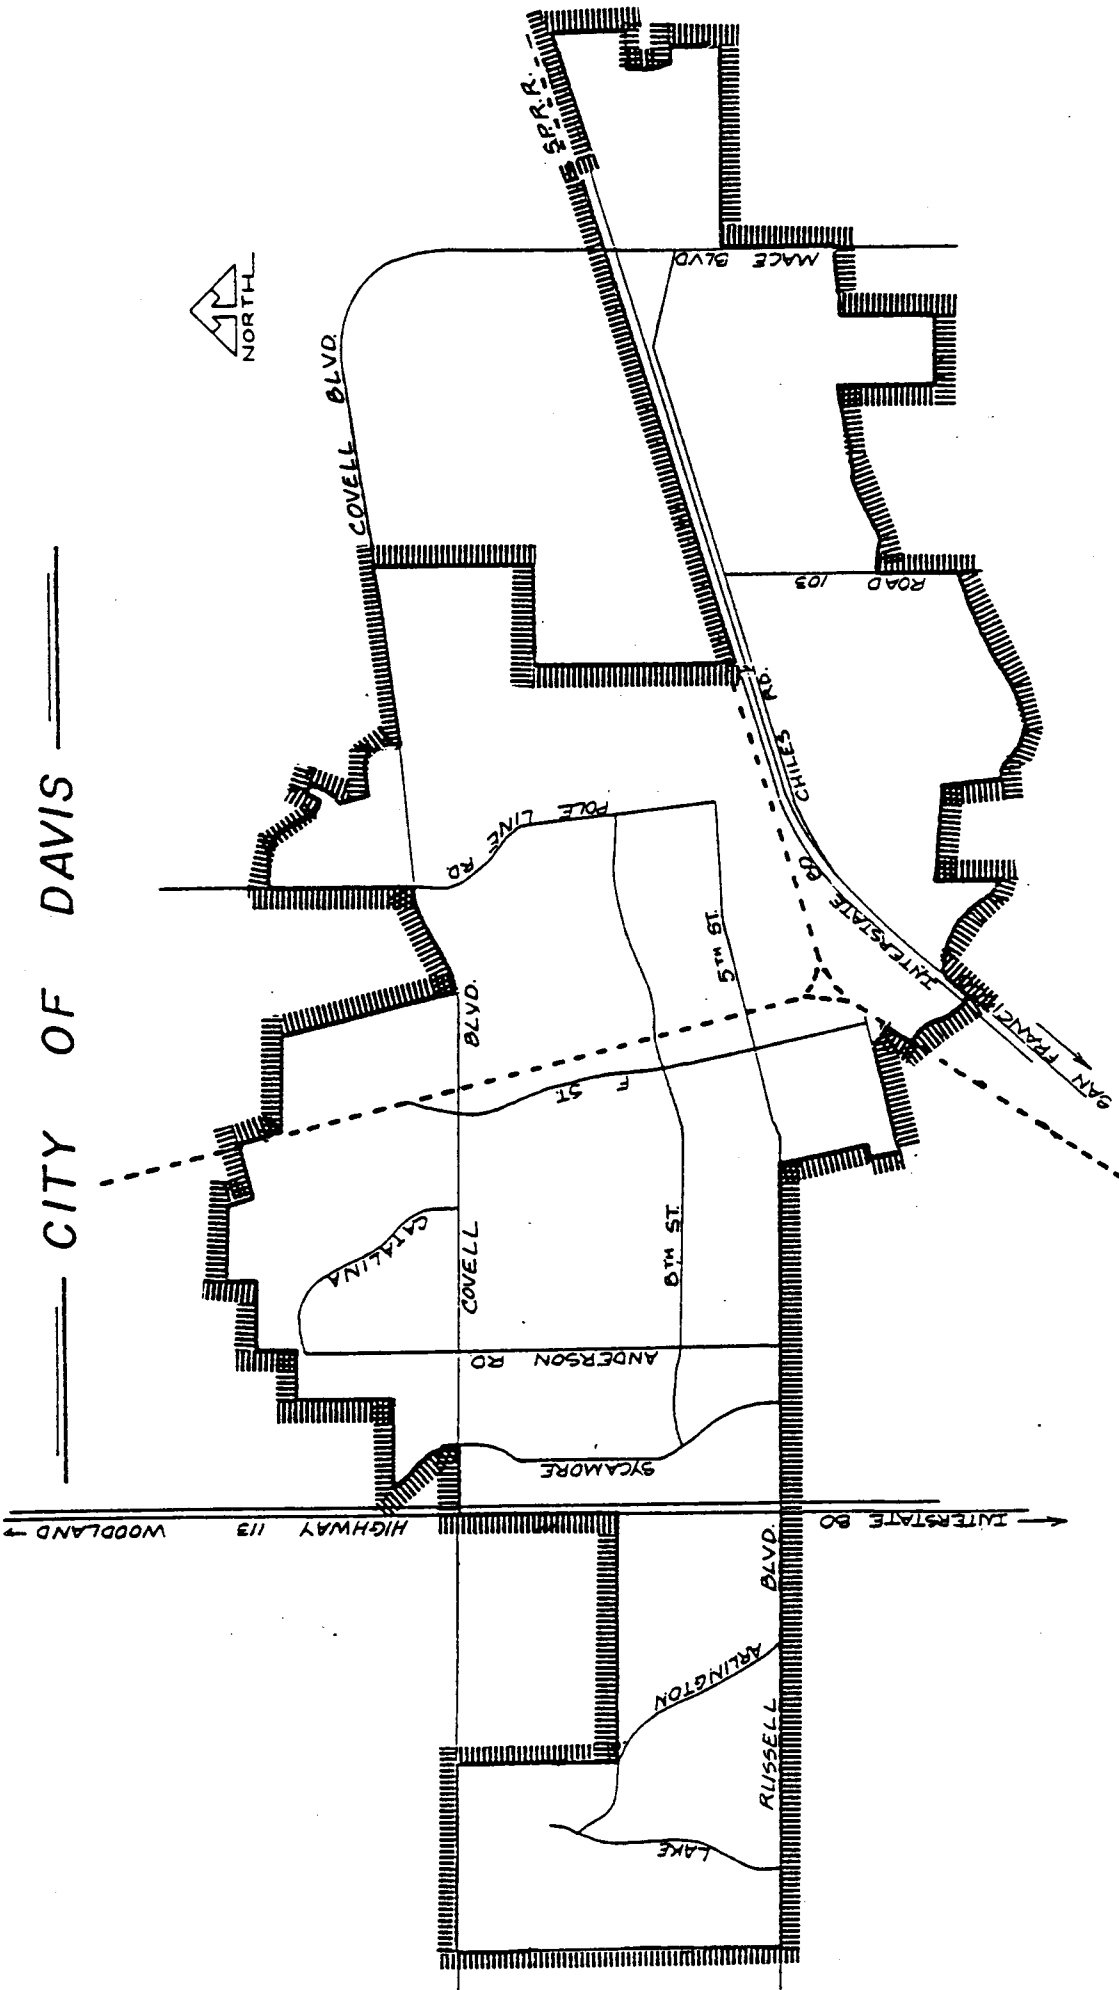 CITY OF DAVIS
NORTH
S.P.R.R.
COVELL BLVD.
MACE BLVD
ROAD 103
CHILES RD.
POLE LINE RD
INTERSTATE 80
SAN FRANCI
5TH ST.
F ST
BLVD.
COVELL
8TH ST.
CATALINA
ANDERSON RD
SYCAMORE
WOODLAND
HIGHWAY 113
INTERSTATE 80
RUSSELL BLVD.
ARLINGTON
LAKE